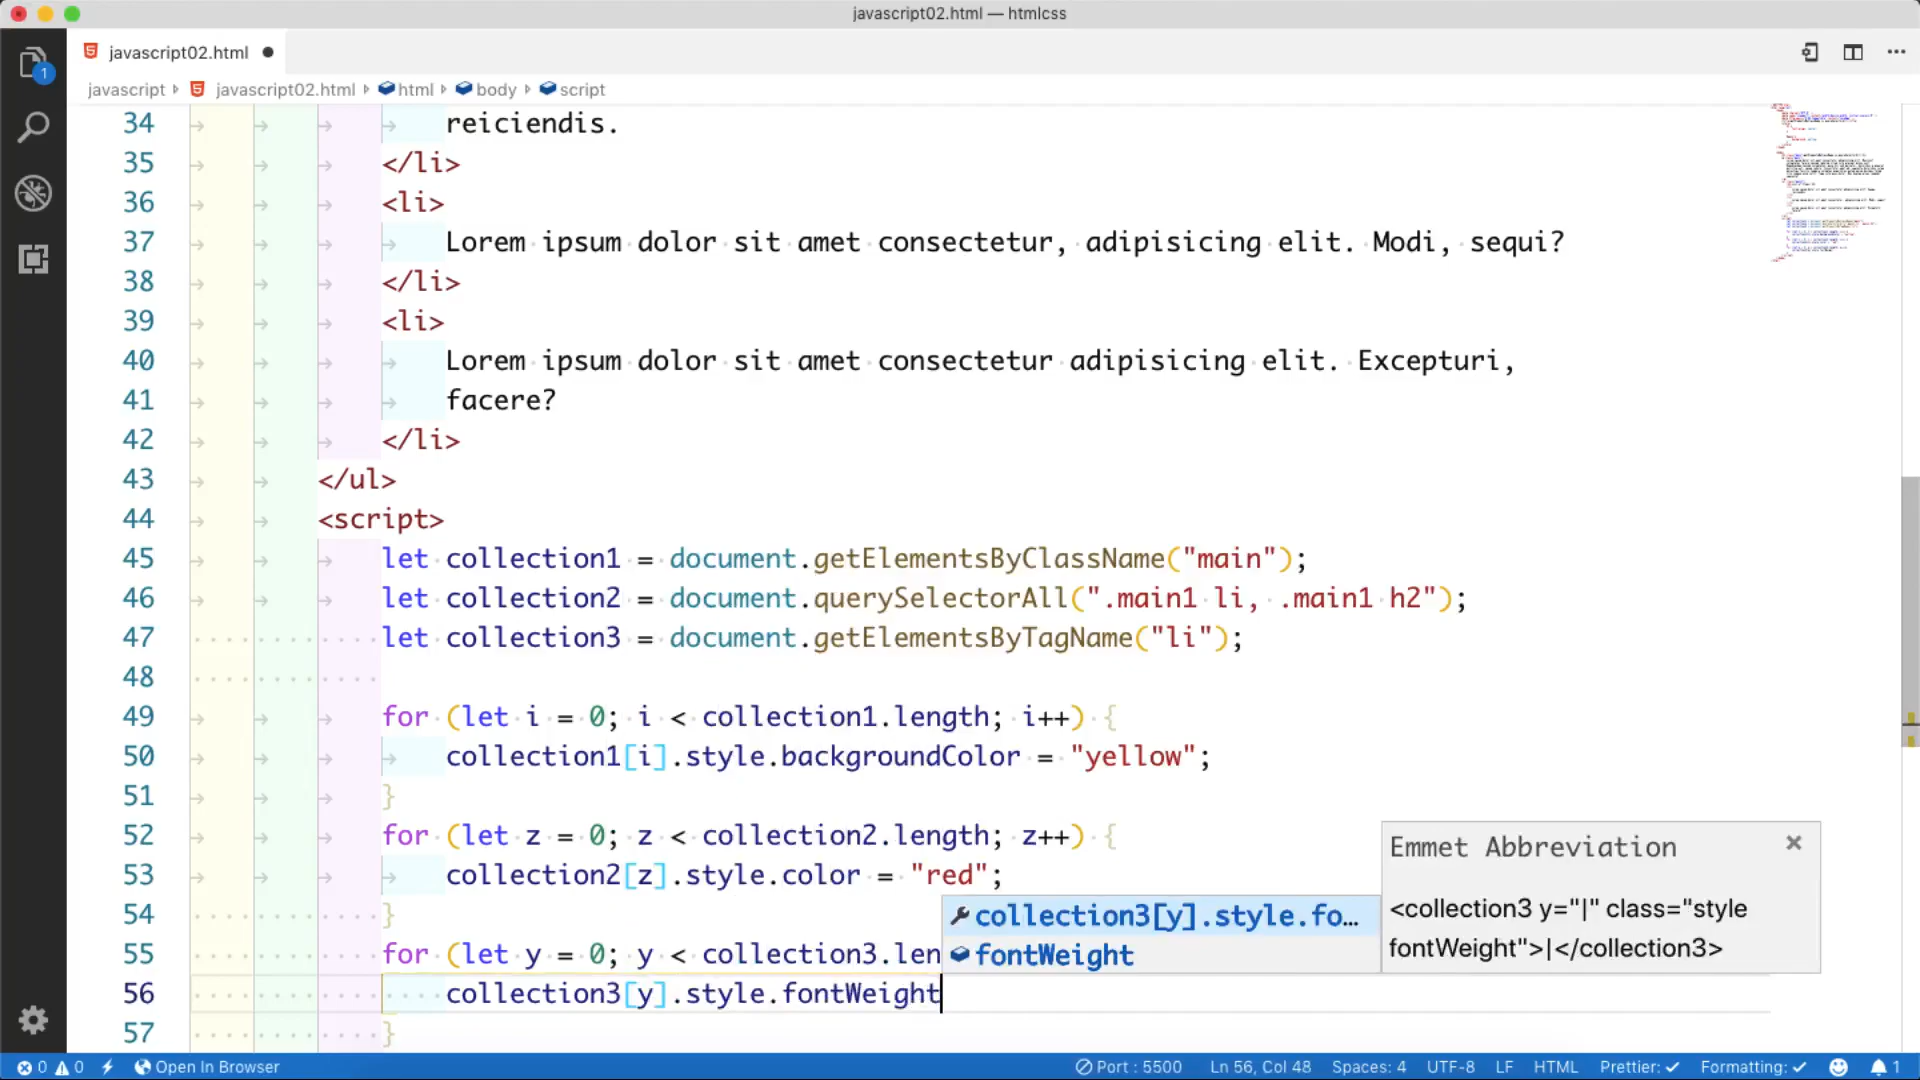 javascript02.html — htmlcss
javascript02.html
javascript javascript02.html html body script
1
34 reiciendis.
35 </li>
36 <li>
37 Lorem ipsum dolor sit amet consectetur, adipisicing elit. Modi, sequi?
38 </li>
39 <li>
40 Lorem ipsum dolor sit amet consectetur adipisicing elit. Excepturi,
41 facere?
42 </li>
43 </ul>
44 <script>
45 let collection1 = document.getElementsByClassName("main");
46 let collection2 = document.querySelectorAll(".main1 li, .main1 h2");
47 let collection3 = document.getElementsByTagName("li");
48
49 for (let i = 0; i < collection1.length; i++) {
50 collection1[i].style.backgroundColor = "yellow";
51 }
52 for (let z = 0; z < collection2.length; z++) {
53 collection2[z].style.color = "red";
54 }
55 for (let y = 0; y < collection3.len
56 collection3[y].style.fontWeight
57 }
collection3[y].style.fo…
fontWeight
Emmet Abbreviation
<collection3 y="|" class="style
fontWeight">|</collection3>
0 0 Open In Browser Port : 5500 Ln 56, Col 48 Spaces: 4 UTF-8 LF HTML Prettier: ✓ Formatting: ✓ 1